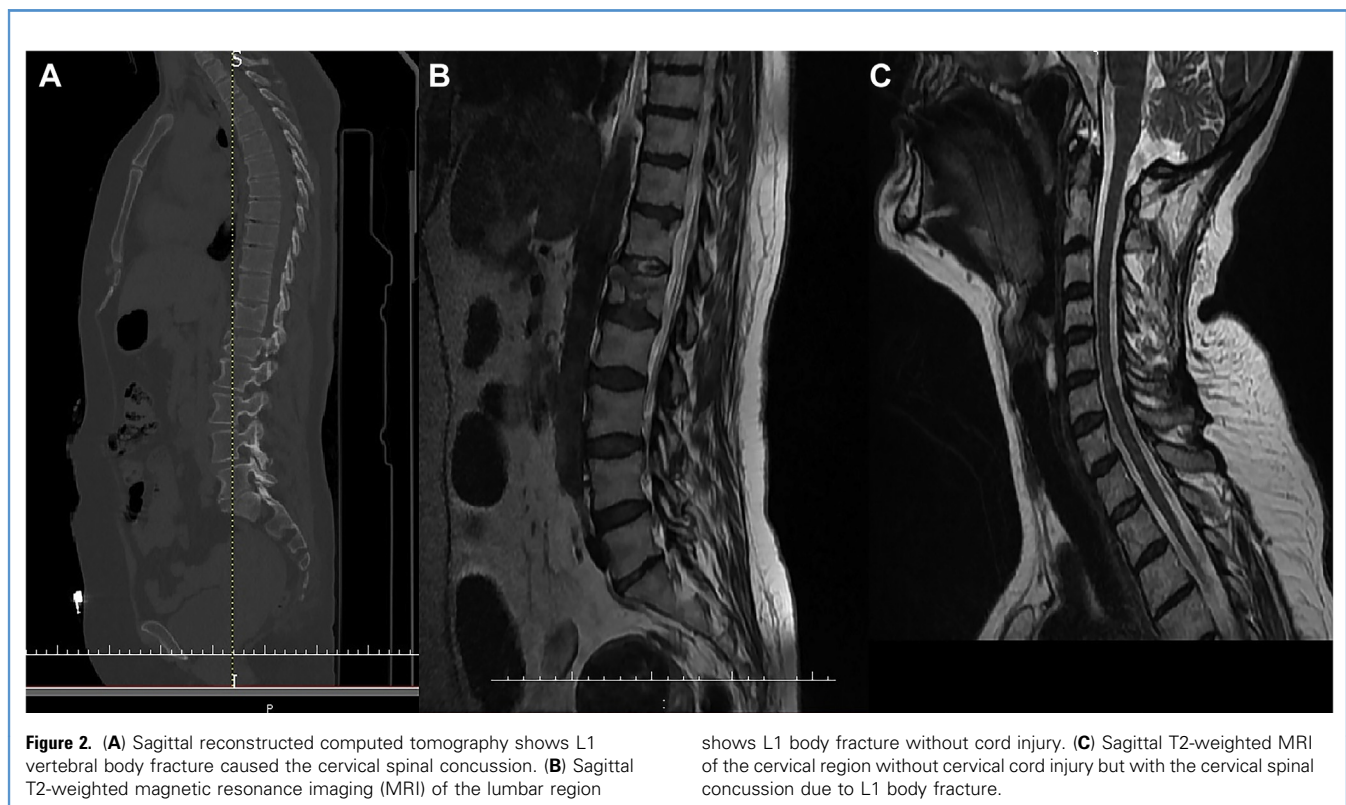 A
B
C
S
I
P
Figure 2. (A) Sagittal reconstructed computed tomography shows L1
vertebral body fracture caused the cervical spinal concussion. (B) Sagittal
T2-weighted magnetic resonance imaging (MRI) of the lumbar region
shows L1 body fracture without cord injury. (C) Sagittal T2-weighted MRI
of the cervical region without cervical cord injury but with the cervical spinal
concussion due to L1 body fracture.